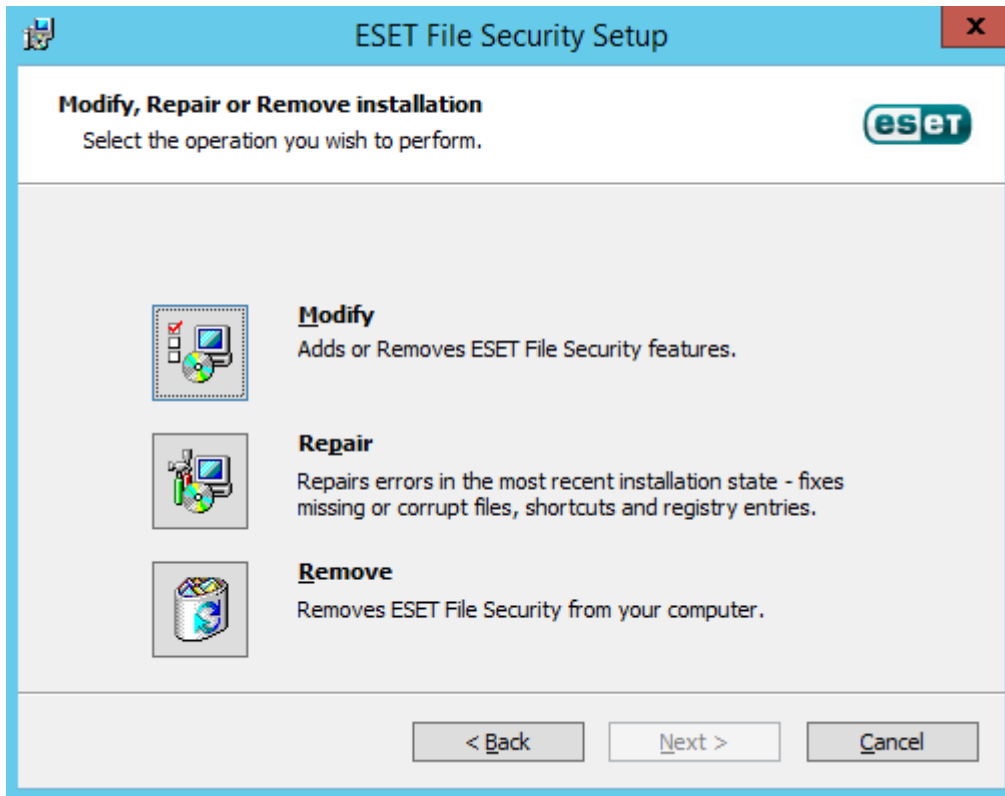 ESET File Security Setup
x
Modify, Repair or Remove installation
Select the operation you wish to perform.
eseT
Modify
Adds or Removes ESET File Security features.
Repair
Repairs errors in the most recent installation state - fixes
missing or corrupt files, shortcuts and registry entries.
Remove
Removes ESET File Security from your computer.
< Back
Next >
Cancel